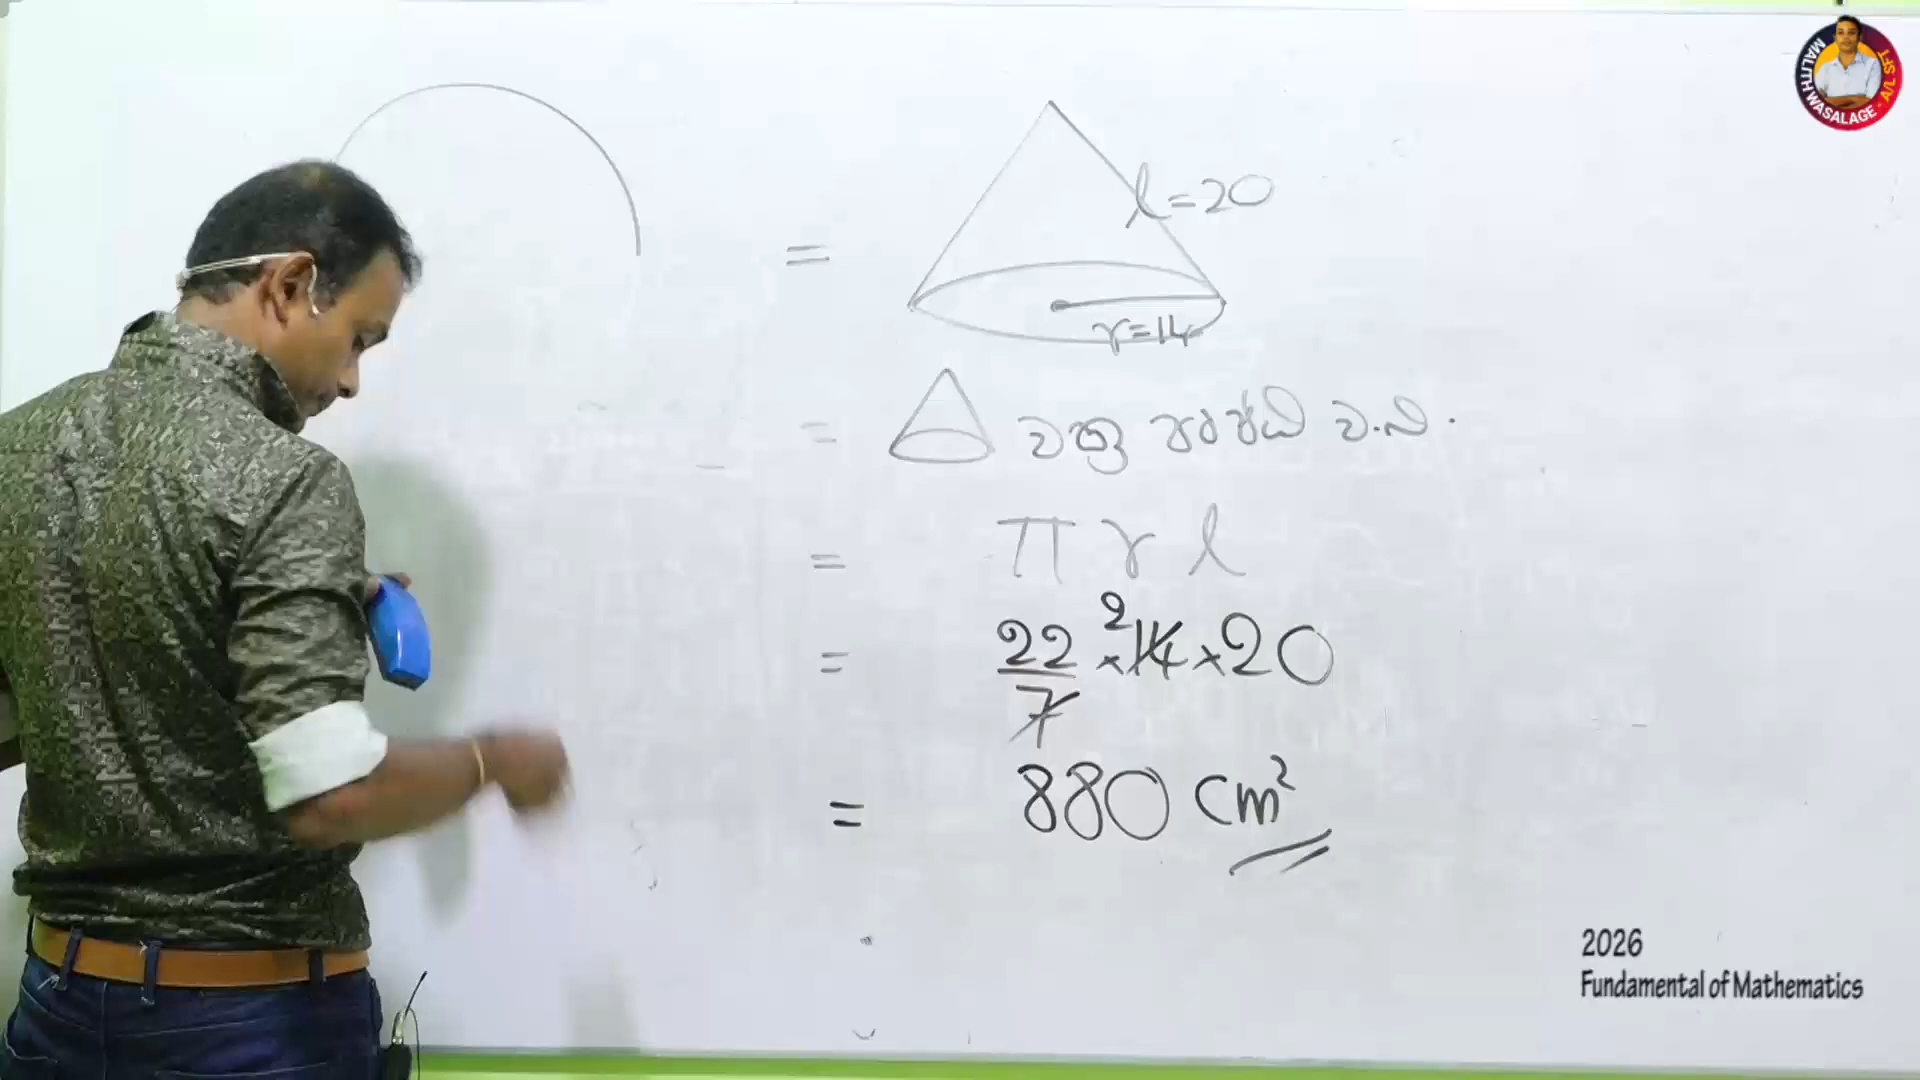 MALITH WASALAGE - A/L SFT
l = 20
=
r = 14
= වක්‍ර පෘෂ්ඨ ව.ඵ.
= π r l
= 22/7 × 14 2 × 20
= 880 cm²
2026
Fundamental of Mathematics